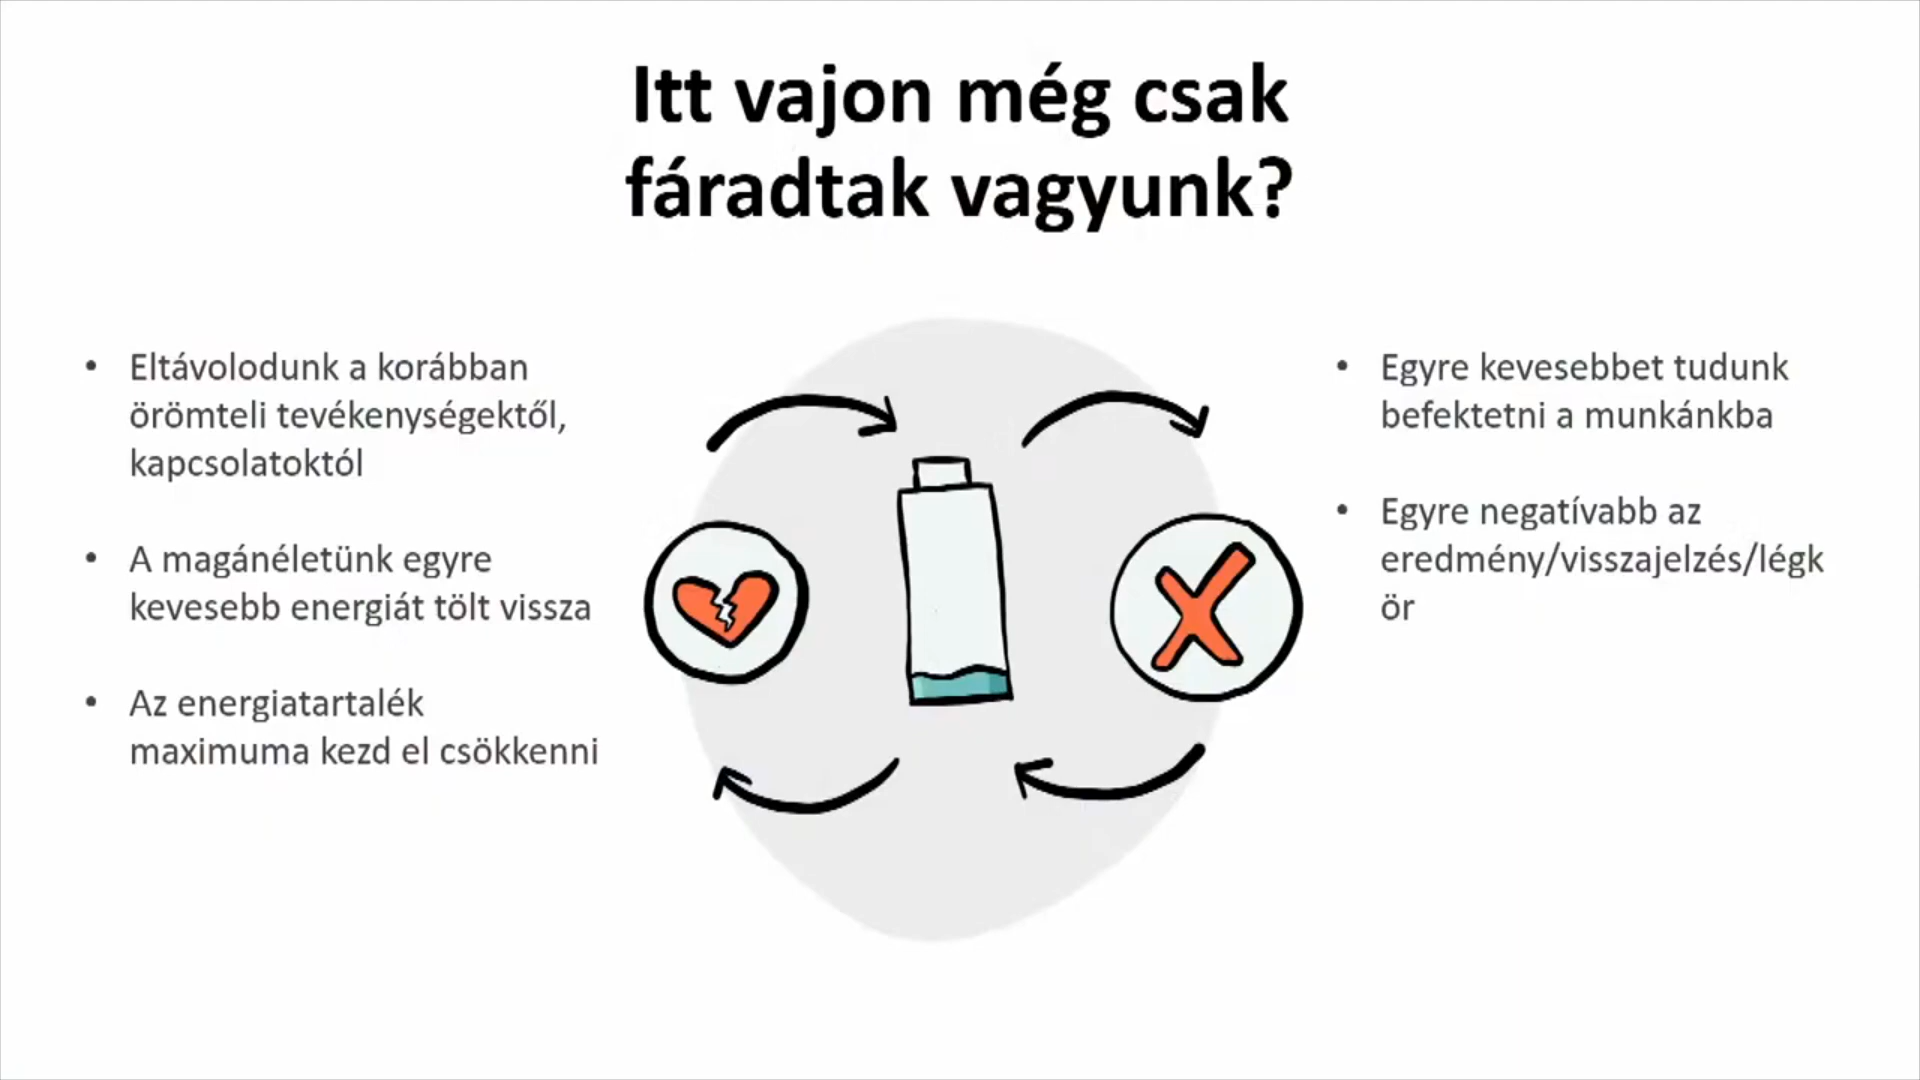 Itt vajon még csak
fáradtak vagyunk?
• Eltávolodunk a korábban
örömteli tevékenységektől,
kapcsolatoktól
• A magánéletünk egyre
kevesebb energiát tölt vissza
• Az energiatartalék
maximuma kezd el csökkenni
• Egyre kevesebbet tudunk
befektetni a munkánkba
• Egyre negatívabb az
eredmény/visszajelzés/légk
ör